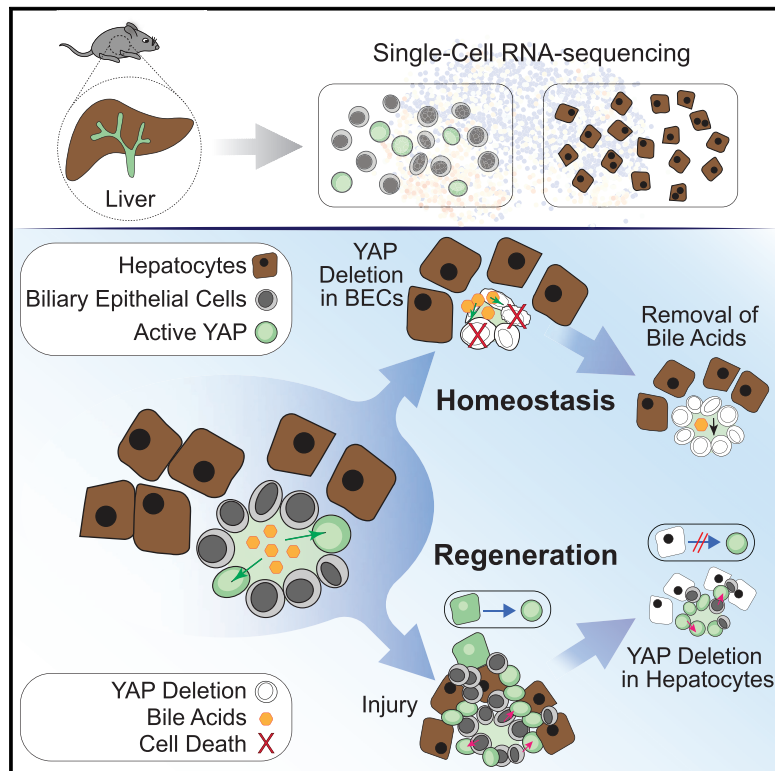 Single-Cell RNA-sequencing
Liver
Hepatocytes
Biliary Epithelial Cells
Active YAP
YAP
Deletion
in BECs
Removal of
Bile Acids
Homeostasis
Regeneration
Injury
YAP Deletion
in Hepatocytes
YAP Deletion
Bile Acids
Cell Death